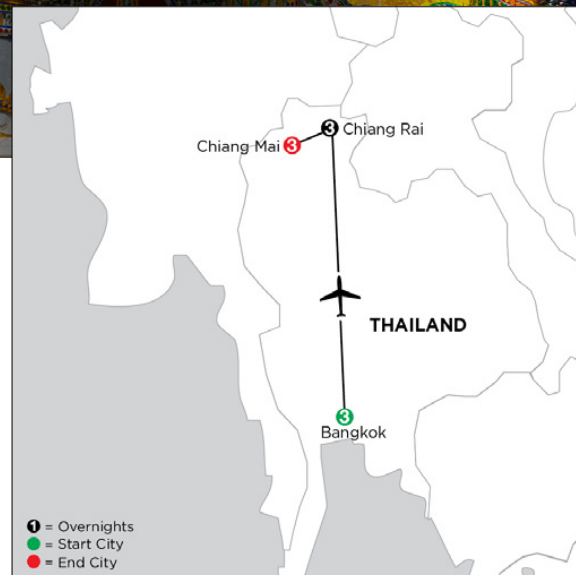 3 Chiang Rai
Chiang Mai 3
THAILAND
3
Bangkok
1 = Overnights
= Start City
= End City